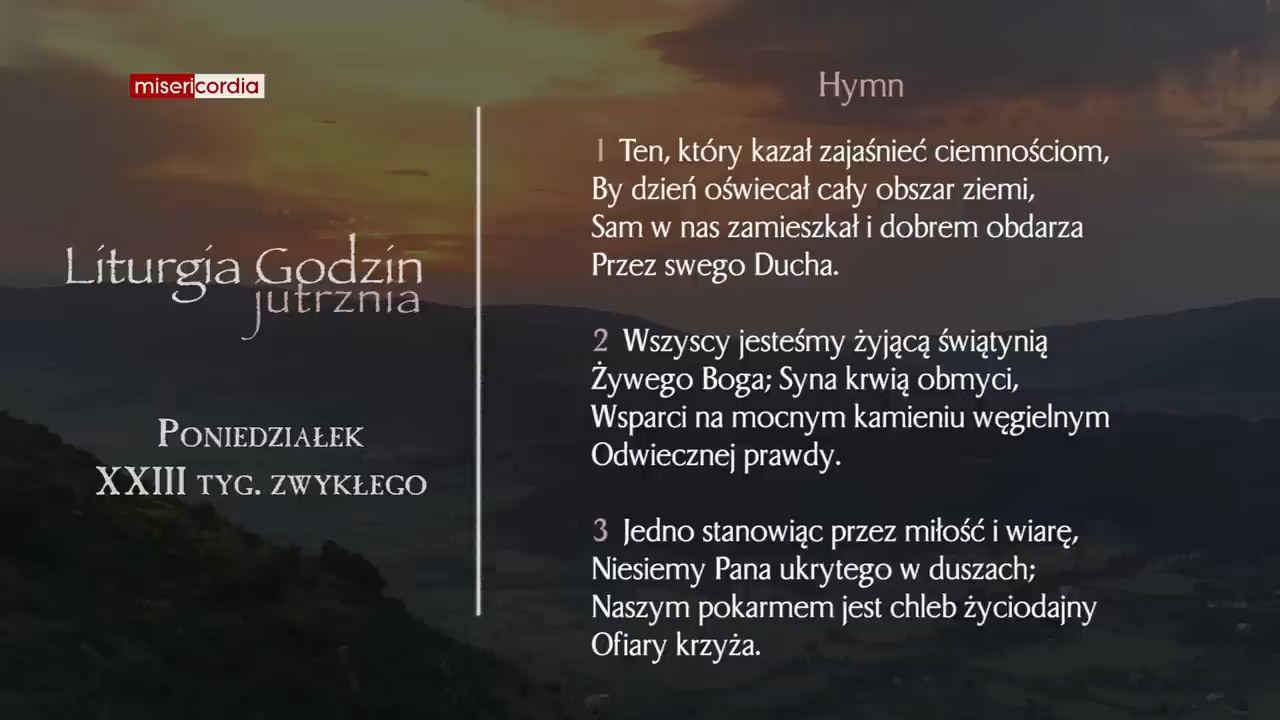 misericordia
Liturgia Godzin
jutrznia
Poniedziałek
XXIII tyg. zwykłego
Hymn
1 Ten, który kazał zajaśnieć ciemnościom,
By dzień oświecał cały obszar ziemi,
Sam w nas zamieszkał i dobrem obdarza
Przez swego Ducha.
2 Wszyscy jesteśmy żyjącą świątynią
Żywego Boga; Syna krwią obmyci,
Wsparci na mocnym kamieniu węgielnym
Odwiecznej prawdy.
3 Jedno stanowiąc przez miłość i wiarę,
Niesiemy Pana ukrytego w duszach;
Naszym pokarmem jest chleb życiodajny
Ofiary krzyża.